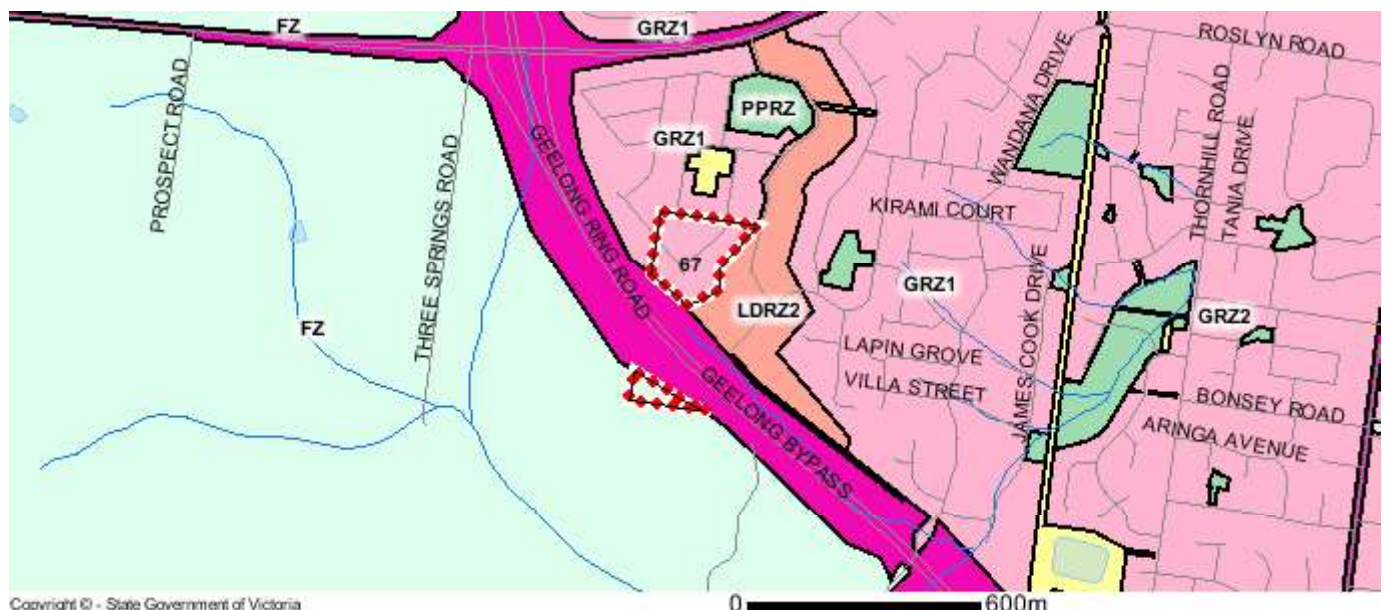 FZ
GRZ1
ROSLYN ROAD
WANDANA DRIVE
PROSPECT ROAD
THREE SPRINGS ROAD
GEELONG RING ROAD
GRZ1
PPRZ
THORNHILL ROAD
TANIA DRIVE
KIRAMI COURT
67
GRZ1
LDRZ2
GRZ2
FZ
JAMES COOK DRIVE
LAPIN GROVE
VILLA STREET
GEELONG BYPASS
BONSEY ROAD
ARINGA AVENUE
Copyright © - State Government of Victoria
0 600m